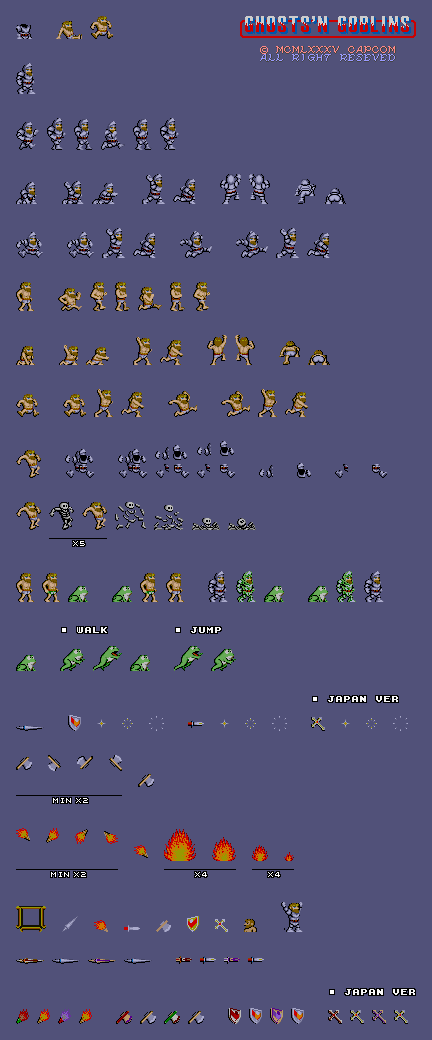 GHOSTS'N GOBLINS
© MCMLXXXV CAPCOM
ALL RIGHT RESEVED
X5
WALK
JUMP
JAPAN VER
MIN X2
MIN X2
X4
X4
JAPAN VER